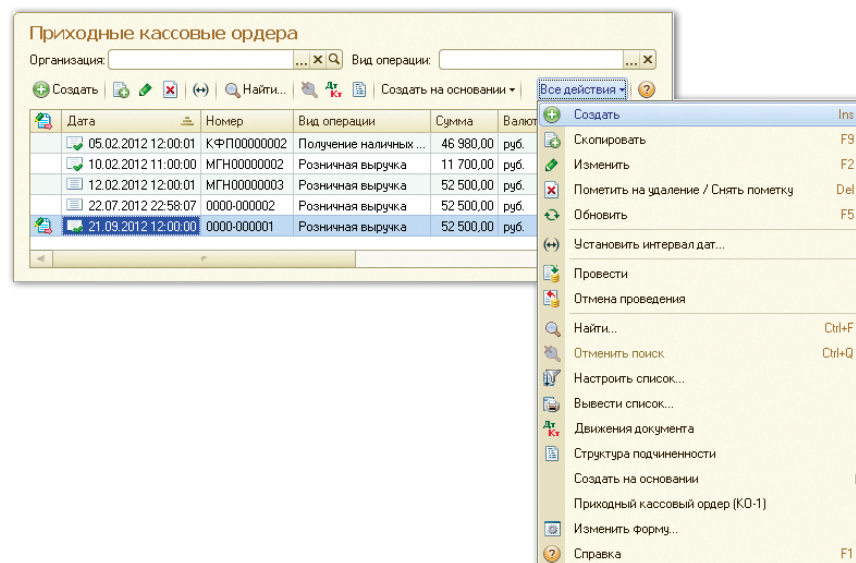 Приходные кассовые ордера
Организация: ... Вид операции: ...
Создать Найти... Дт Кт Создать на основании Все действия
Дата Номер Вид операции Сумма Валют
05.02.2012 12:00:01 КФП00000002 Получение наличных ... 46 980,00 руб.
10.02.2012 11:00:00 МГН00000002 Розничная выручка 11 700,00 руб.
12.02.2012 12:00:01 МГН00000003 Розничная выручка 52 500,00 руб.
22.07.2012 22:58:07 0000-000002 Розничная выручка 52 500,00 руб.
21.09.2012 12:00:00 0000-000001 Розничная выручка 52 500,00 руб.
Создать Ins
Скопировать F9
Изменить F2
Пометить на удаление / Снять пометку Del
Обновить F5
Установить интервал дат...
Провести
Отмена проведения
Найти... Ctrl+F
Отменить поиск Ctrl+Q
Настроить список...
Вывести список...
Дт Кт Движения документа
Структура подчиненности
Создать на основании
Приходный кассовый ордер (КО-1)
Изменить форму...
Справка F1